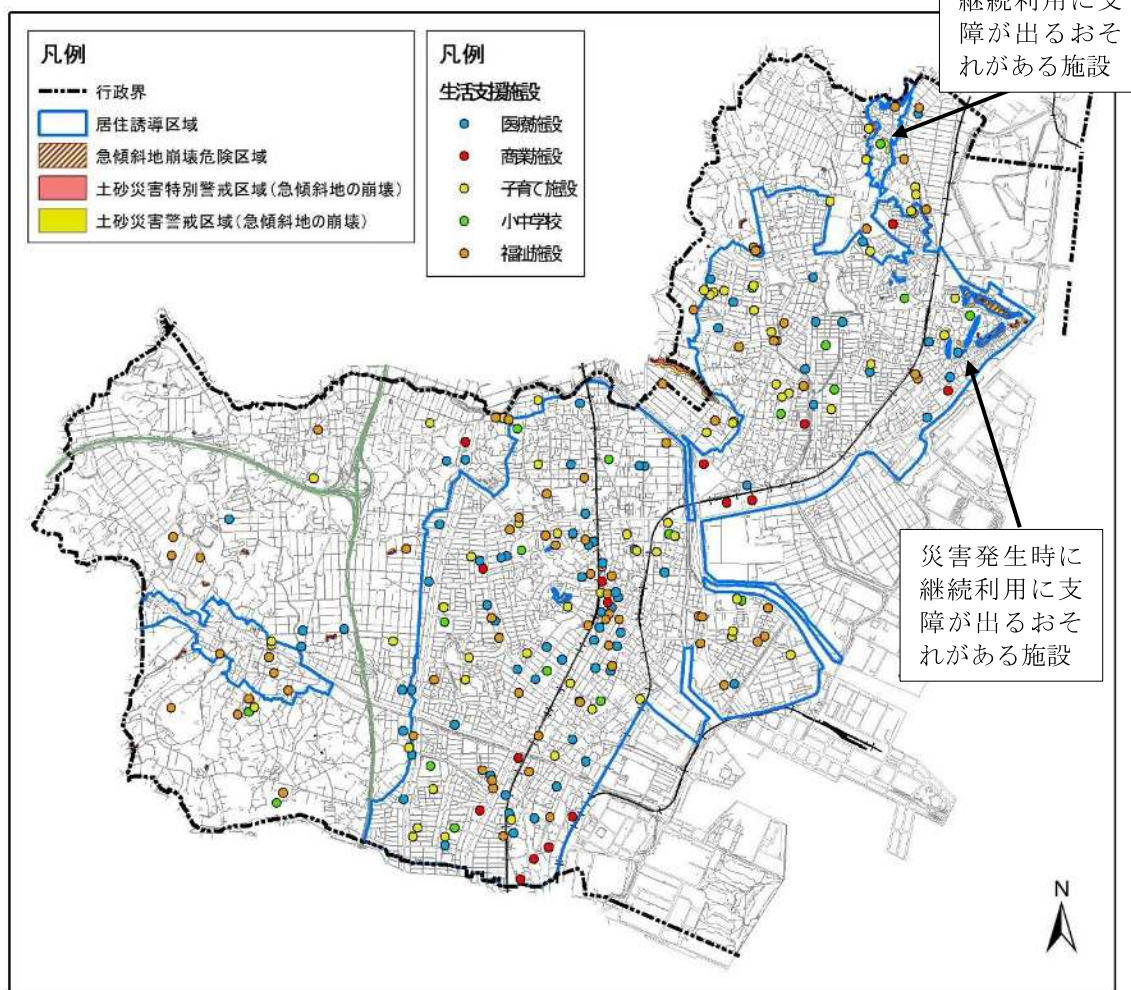 継続利用に支
障が出るおそ
れがある施設
凡例
行政界
居住誘導区域
急傾斜地崩壊危険区域
土砂災害特別警戒区域(急傾斜地の崩壊)
土砂災害警戒区域(急傾斜地の崩壊)
凡例
生活支援施設
医療施設
商業施設
子育て施設
小中学校
福祉施設
災害発生時に
継続利用に支
障が出るおそ
れがある施設
N